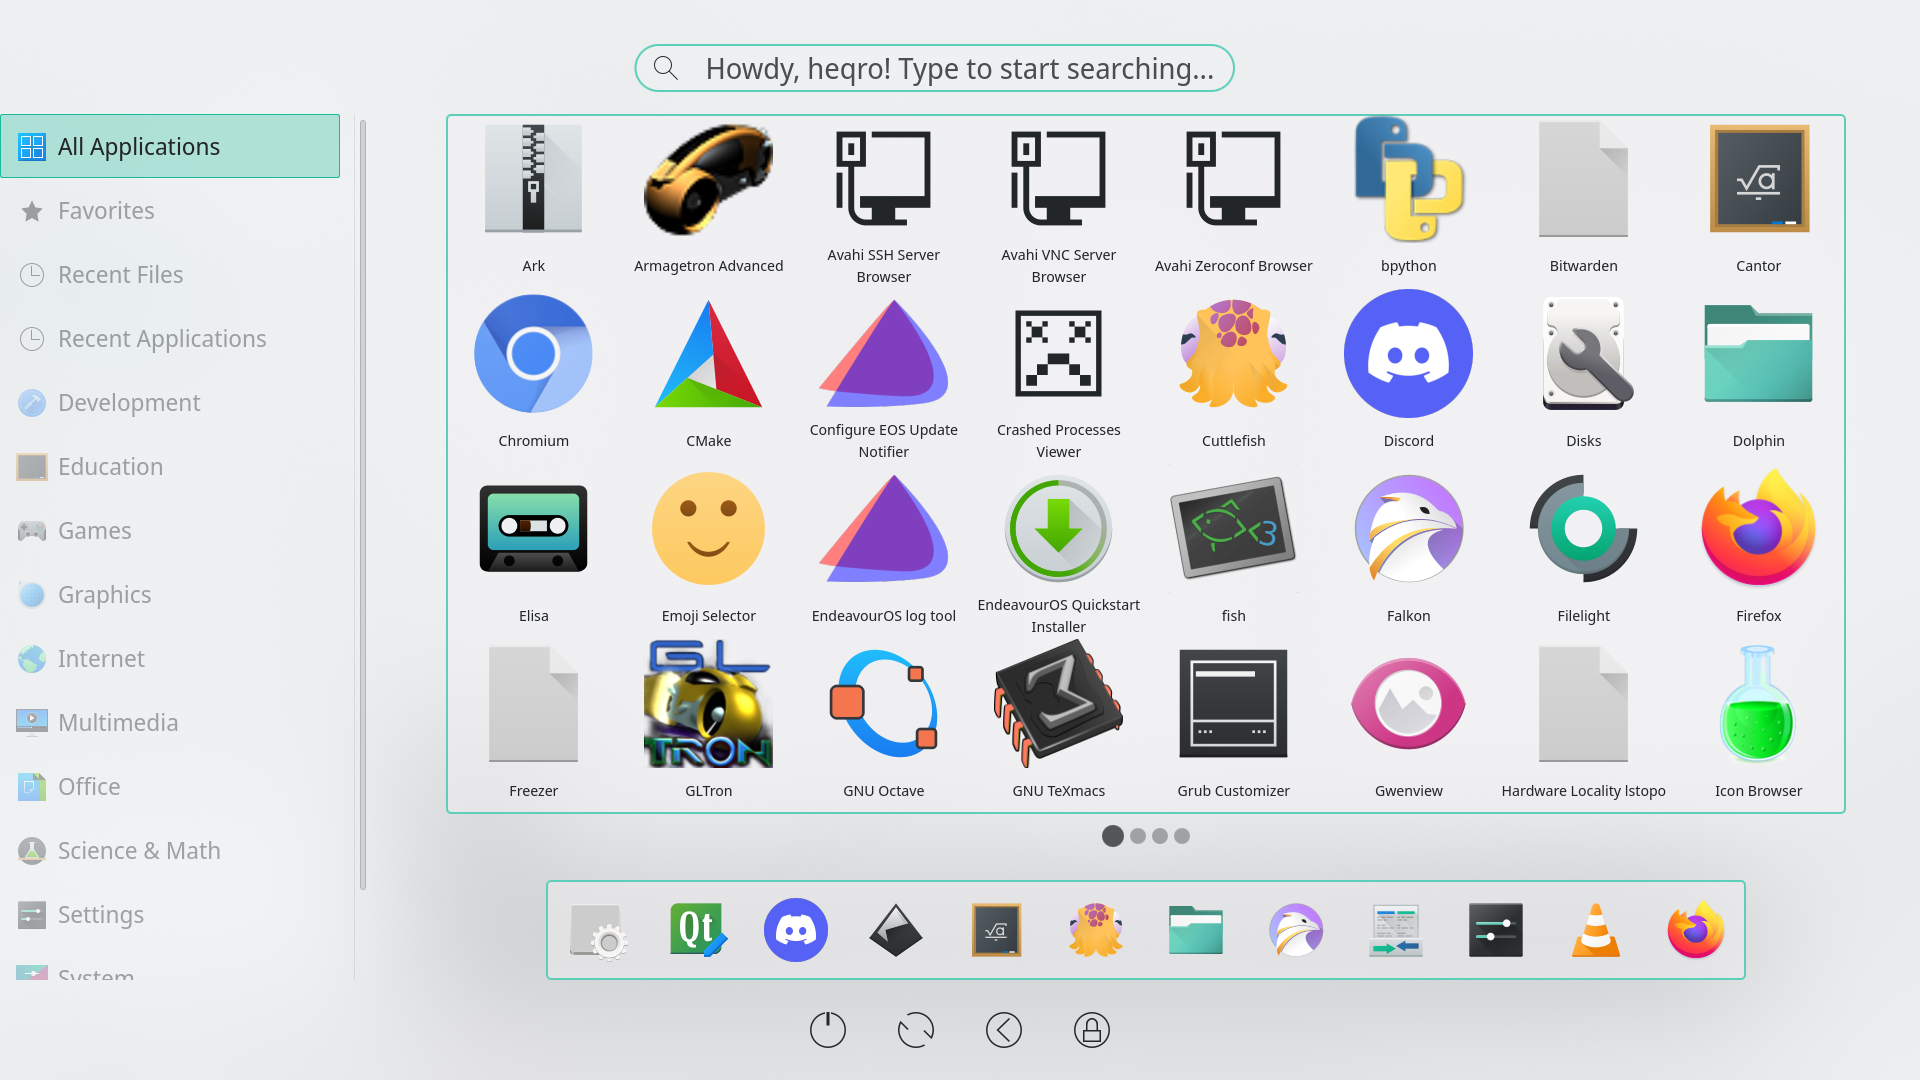 Howdy, heqro! Type to start searching...
All Applications
Favorites
Recent Files
Recent Applications
Development
Education
Games
Graphics
Internet
Multimedia
Office
Science & Math
Settings
System
Ark
Armagetron Advanced
Avahi SSH Server
Browser
Avahi VNC Server
Browser
Avahi Zeroconf Browser
bpython
Bitwarden
√a
Cantor
Chromium
CMake
Configure EOS Update
Notifier
Crashed Processes
Viewer
Cuttlefish
Discord
Disks
Dolphin
Elisa
Emoji Selector
EndeavourOS log tool
EndeavourOS Quickstart
Installer
3
fish
Falkon
Filelight
Firefox
Freezer
GL
TRON
GLTron
GNU Octave
GNU TeXmacs
Grub Customizer
Gwenview
Hardware Locality lstopo
Icon Browser
Qt
√a